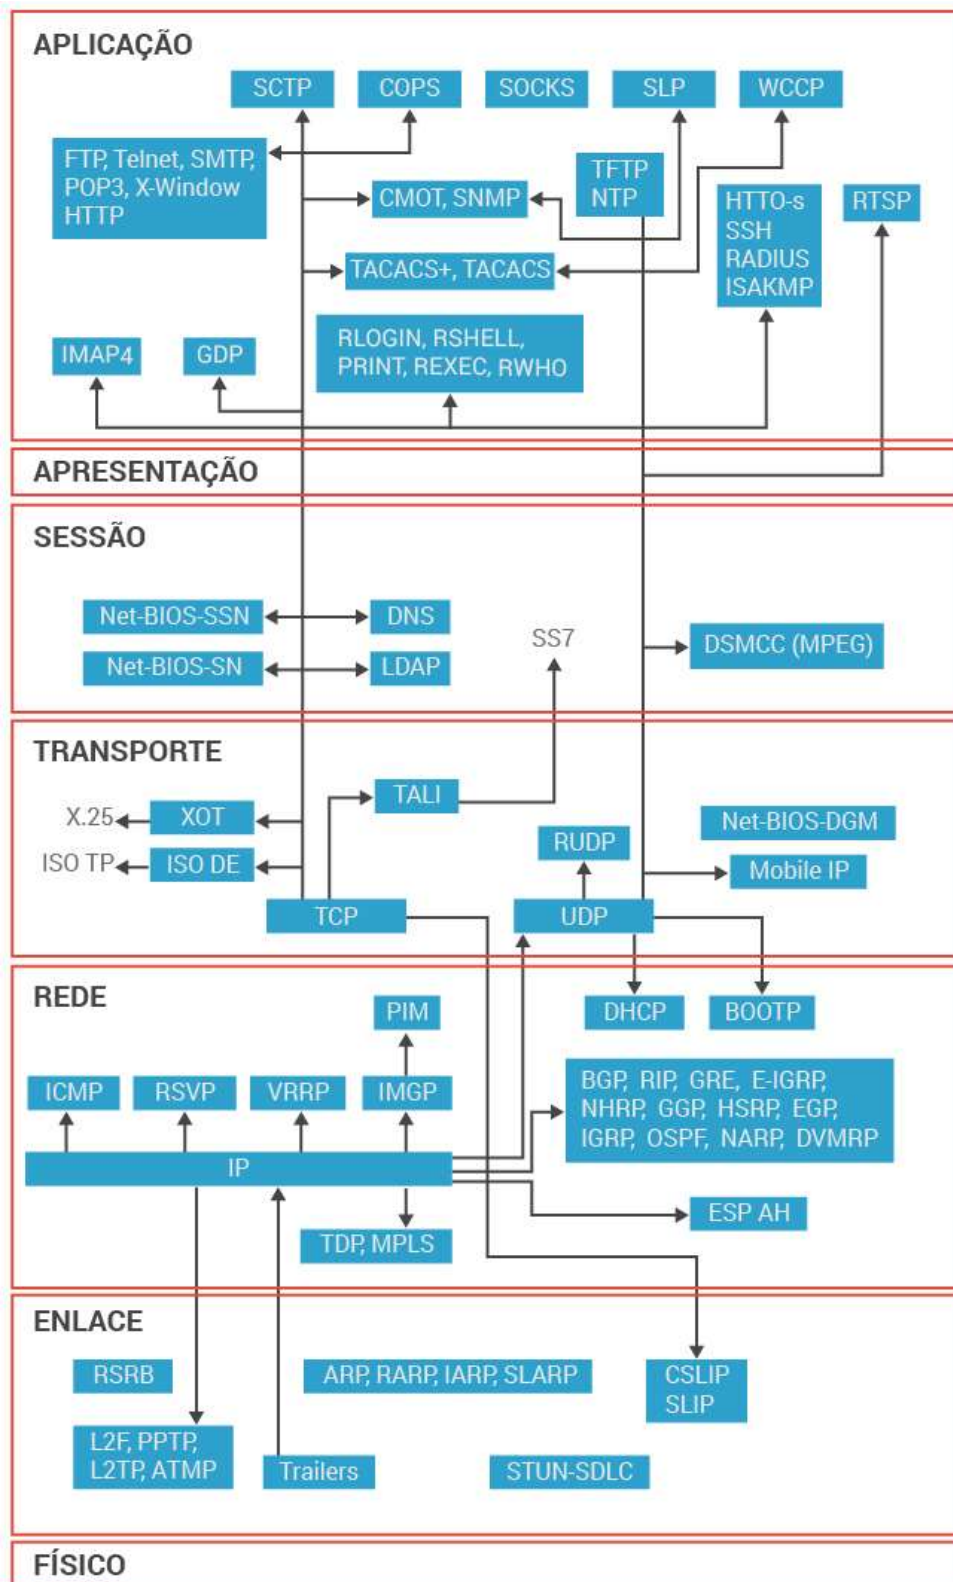 APLICAÇÃO
SCTP
COPS
SOCKS
SLP
WCCP
FTP, Telnet, SMTP,
POP3, X-Window
HTTP
TFTP
NTP
CMOT, SNMP
HTTO-s
SSH
RADIUS
ISAKMP
RTSP
TACACS+, TACACS
RLOGIN, RSHELL,
PRINT, REXEC, RWHO
IMAP4
GDP
APRESENTAÇÃO
SESSÃO
Net-BIOS-SSN
DNS
SS7
DSMCC (MPEG)
Net-BIOS-SN
LDAP
TRANSPORTE
TALI
X.25
XOT
Net-BIOS-DGM
RUDP
ISO TP
ISO DE
Mobile IP
TCP
UDP
REDE
PIM
DHCP
BOOTP
ICMP
RSVP
VRRP
IMGP
BGP, RIP, GRE, E-IGRP,
NHRP, GGP, HSRP, EGP,
IGRP, OSPF, NARP, DVMRP
IP
ESP AH
TDP, MPLS
ENLACE
RSRB
ARP, RARP, IARP, SLARP
CSLIP
SLIP
L2F, PPTP,
L2TP, ATMP
Trailers
STUN-SDLC
FÍSICO